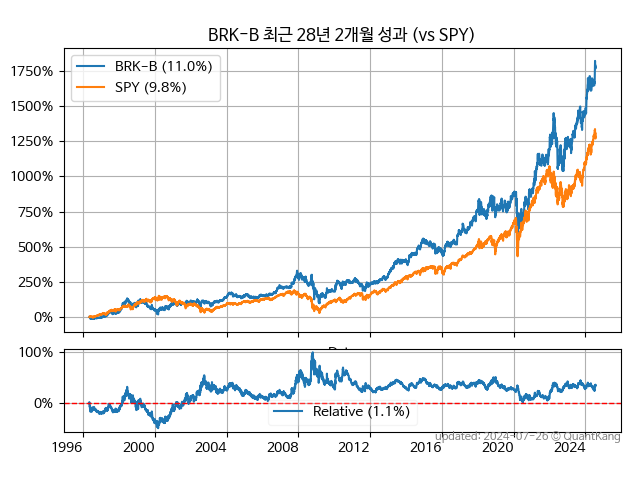 BRK-B 최근 28년 2개월 성과 (vs SPY)
BRK-B (11.0%)
SPY (9.8%)
1750%
1500%
1250%
1000%
750%
500%
250%
0%
100%
0%
Relative (1.1%)
1996 2000 2004 2008 2012 2016 2020 2024
updated: 2024-07-26 © QuantKang